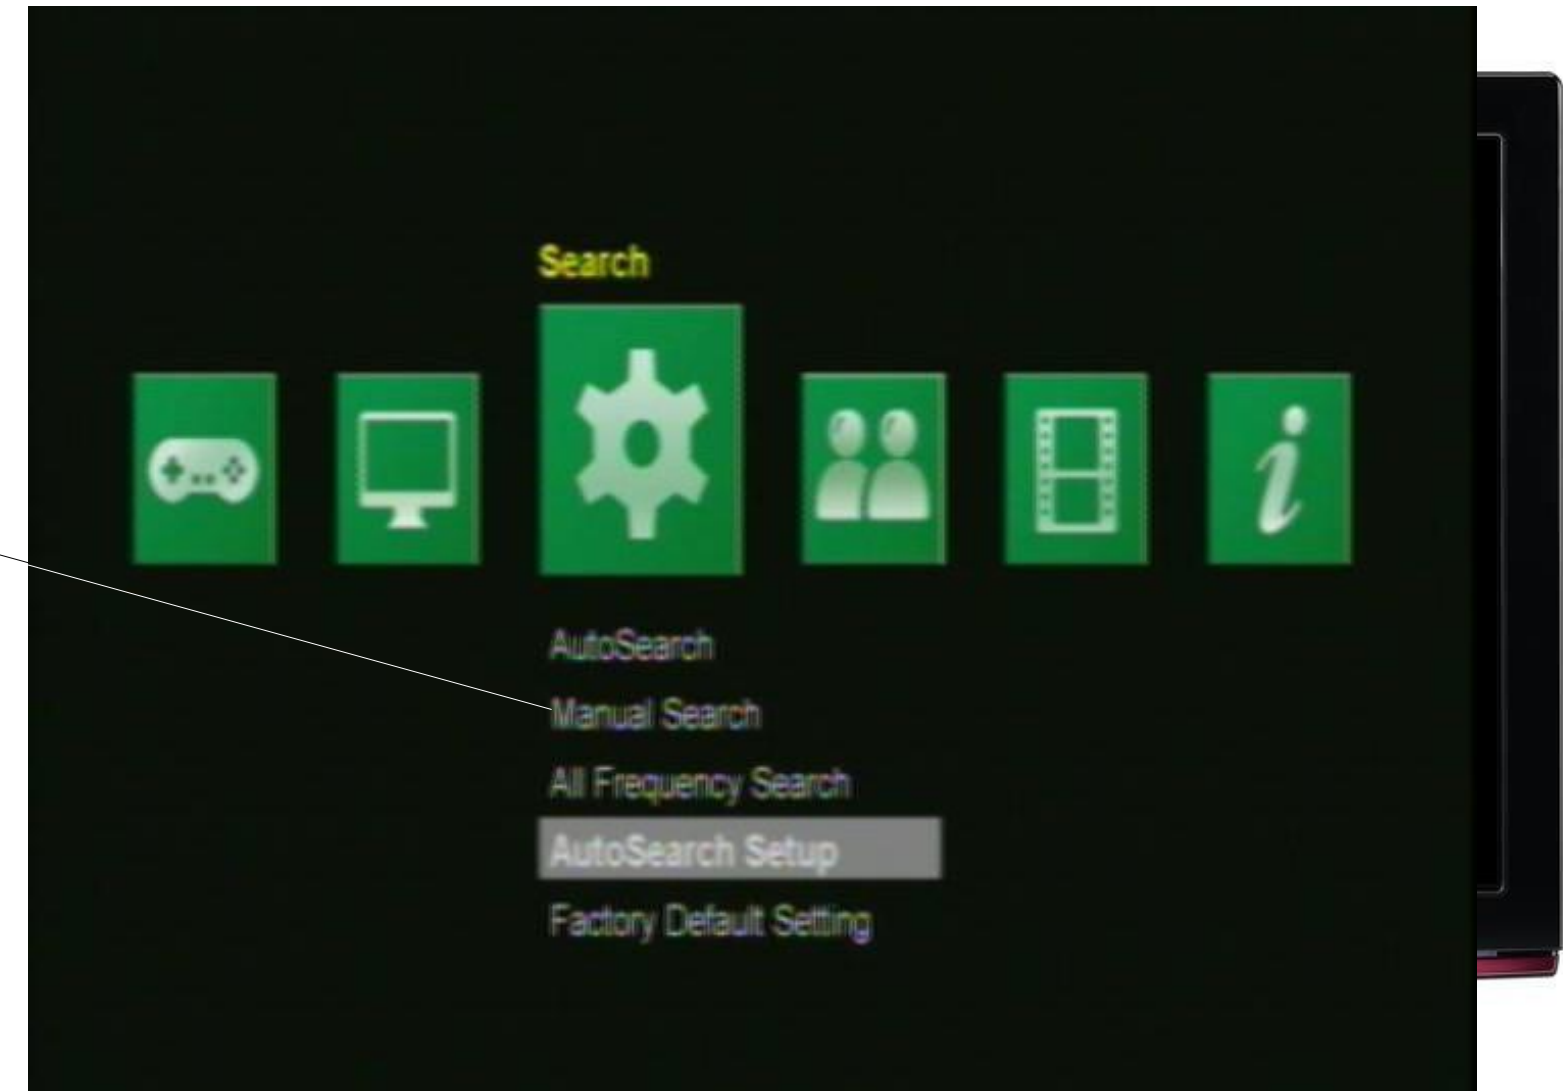 Search
AutoSearch
Manual Search
All Frequency Search
AutoSearch Setup
Factory Default Setting